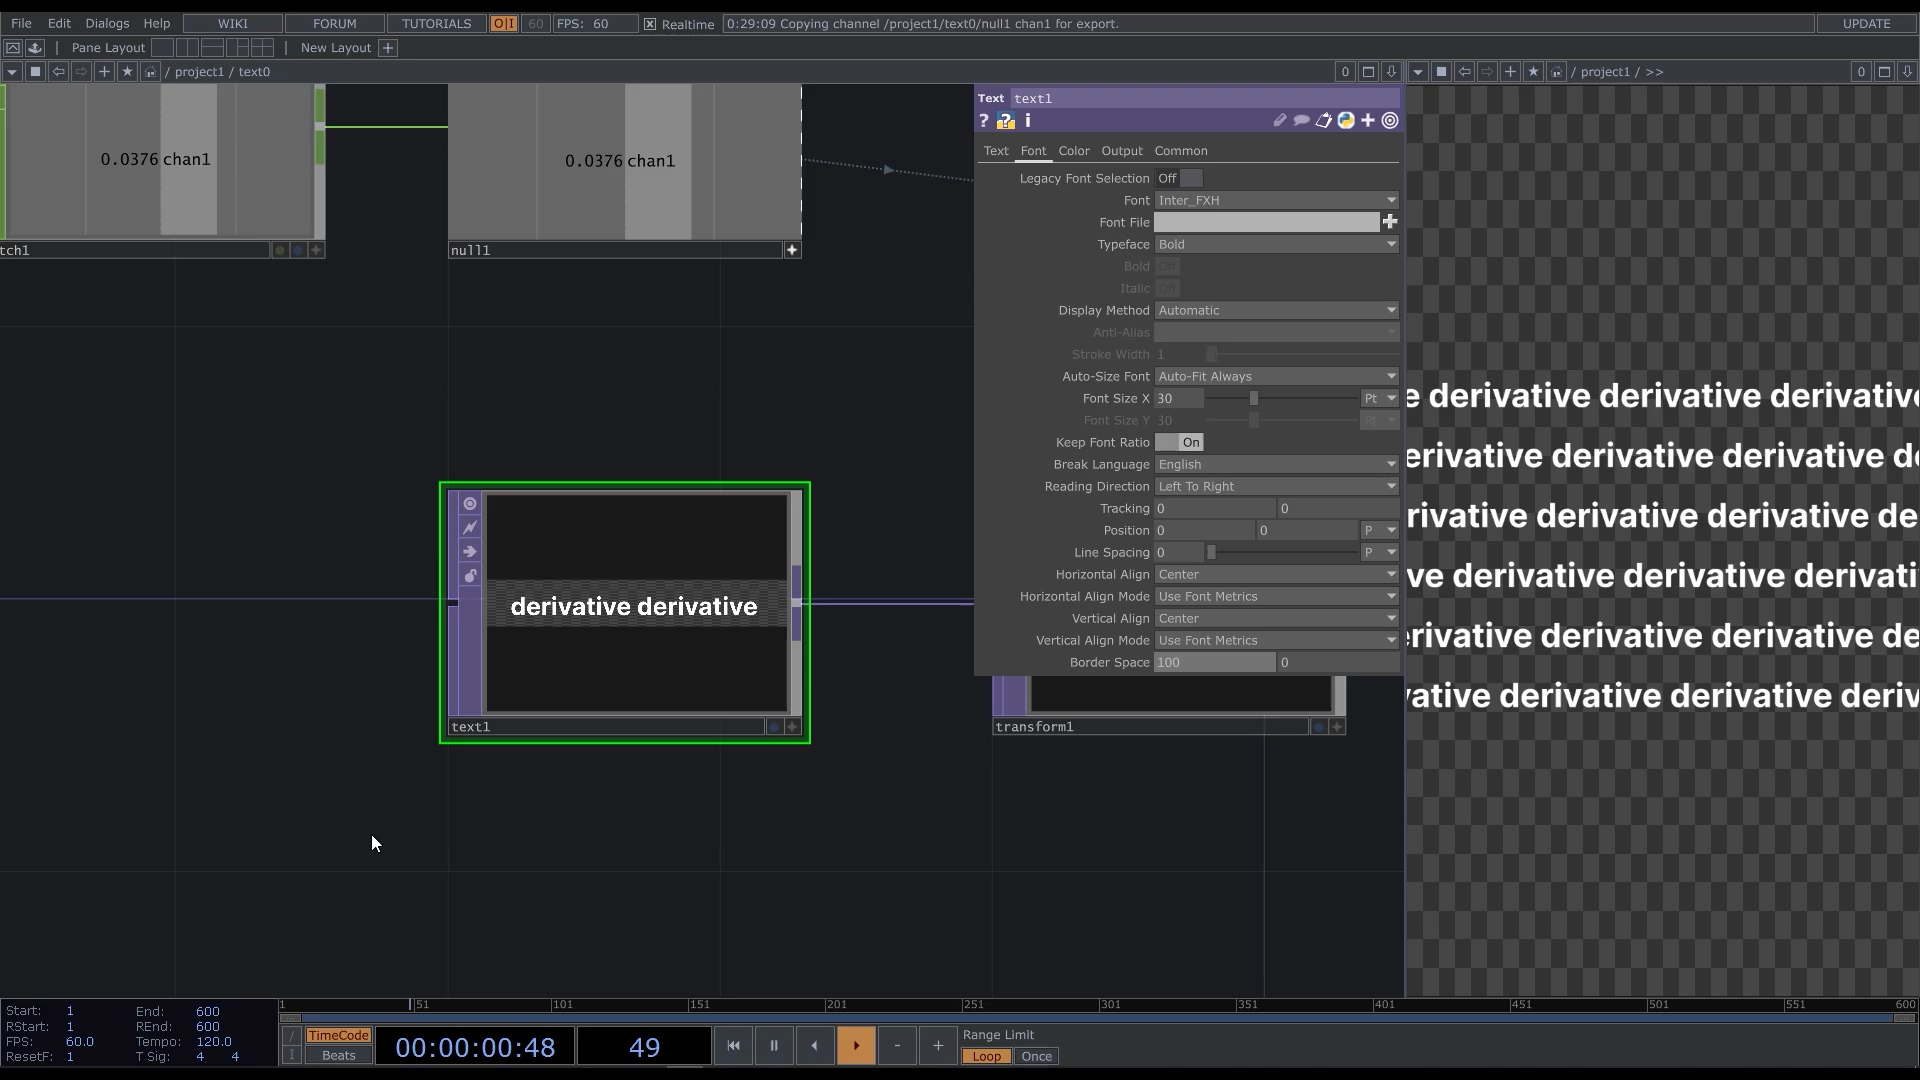 File Edit Dialogs Help WIKI FORUM TUTORIALS O|I 60 FPS: 60 Realtime 0:29:09 Copying channel /project1/text0/null1 chan1 for export. UPDATE
Pane Layout New Layout
/ project1 / text0 0 / project1 / >> 0
0.0376 chan1
tch1
0.0376 chan1
null1
Text text1
? ? i
Text Font Color Output Common
Legacy Font Selection Off
Font Inter_FXH
Font File
Typeface Bold
Bold Off
Italic Off
Display Method Automatic
Anti-Alias
Stroke Width 1
Auto-Size Font Auto-Fit Always
Font Size X 30 Pt
Font Size Y 30 Pt
Keep Font Ratio On
Break Language English
Reading Direction Left To Right
Tracking 0 0
Position 0 0 P
Line Spacing 0 P
Horizontal Align Center
Horizontal Align Mode Use Font Metrics
Vertical Align Center
Vertical Align Mode Use Font Metrics
Border Space 100 0
derivative derivative
text1
transform1
e derivative derivative derivative
erivative derivative derivative de
rivative derivative derivative de
ve derivative derivative derivati
erivative derivative derivative de
vative derivative derivative deriv
Start: 1 End: 600
RStart: 1 REnd: 600
FPS: 60.0 Tempo: 120.0
ResetF: 1 T Sig: 4 4
1 51 101 151 201 251 301 351 401 451 501 551 600
TimeCode
Beats
00:00:00:48 49
- +
Range Limit
Loop Once